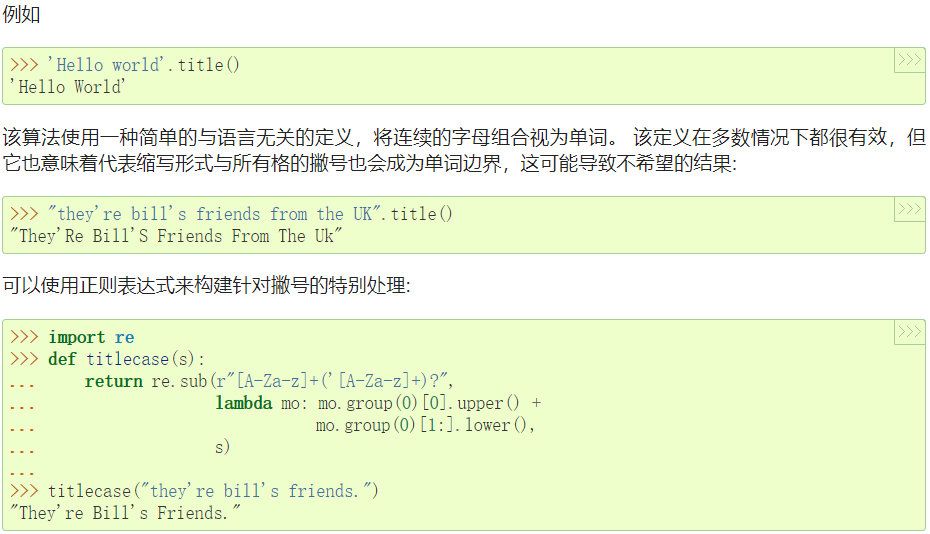 例如
>>> 'Hello world'.title()
'Hello World'
>>>
该算法使用一种简单的与语言无关的定义，将连续的字母组合视为单词。 该定义在多数情况下都很有效，但
它也意味着代表缩写形式与所有格的撇号也会成为单词边界，这可能导致不希望的结果:
>>> "they're bill's friends from the UK".title()
"They'Re Bill'S Friends From The Uk"
>>>
可以使用正则表达式来构建针对撇号的特别处理:
>>> import re
>>> def titlecase(s):
...     return re.sub(r"[A-Za-z]+('[A-Za-z]+)?",
...                   lambda mo: mo.group(0)[0].upper() +
...                              mo.group(0)[1:].lower(),
...                   s)
...
>>> titlecase("they're bill's friends.")
"They're Bill's Friends."
>>>